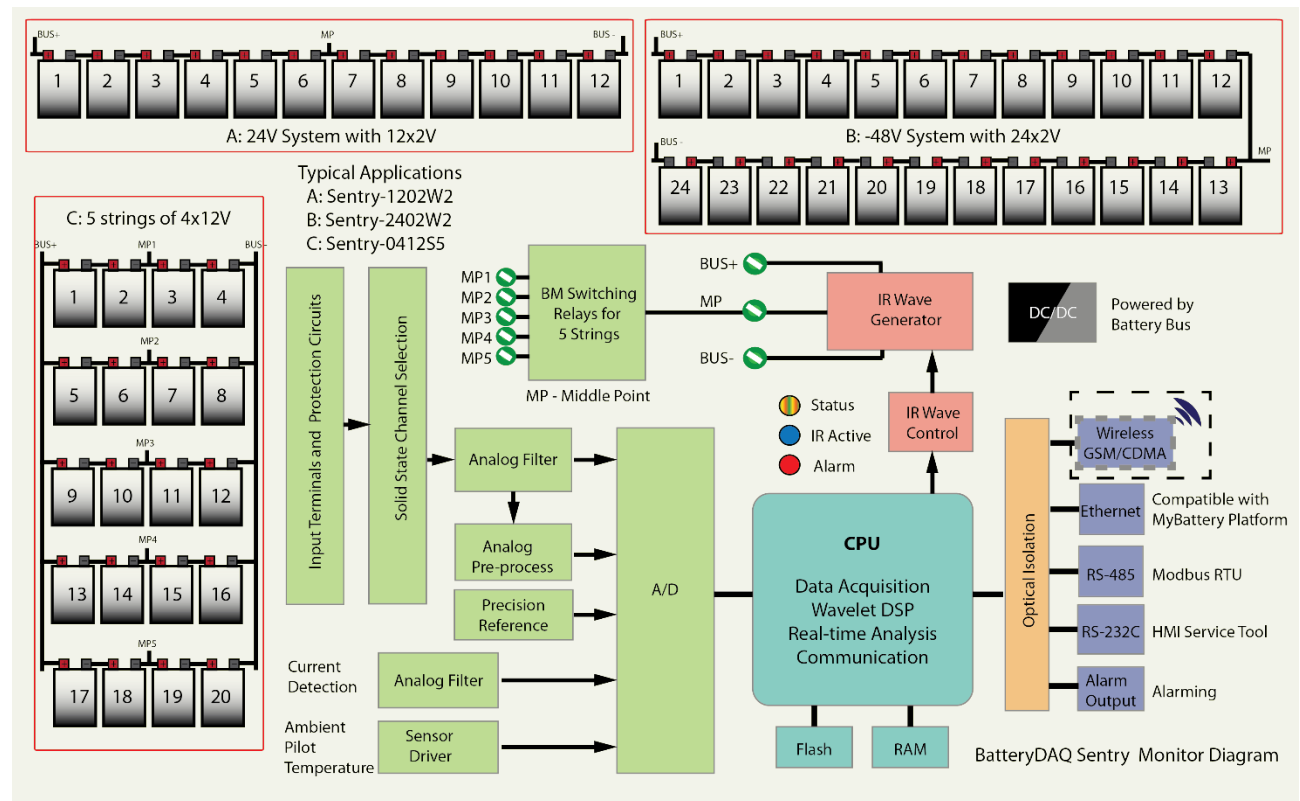 BUS+
MP
BUS -
1 2 3 4 5 6 7 8 9 10 11 12
A: 24V System with 12x2V
BUS+
1 2 3 4 5 6 7 8 9 10 11 12
B: -48V System with 24x2V
BUS -
MP
24 23 22 21 20 19 18 17 16 15 14 13
Typical Applications
A: Sentry-1202W2
B: Sentry-2402W2
C: Sentry-0412S5
C: 5 strings of 4x12V
BUS+
MP1
BUS-
1 2 3 4
MP2
5 6 7 8
MP3
9 10 11 12
MP4
13 14 15 16
MP5
17 18 19 20
Input Terminals and Protection Circuits
Solid State Channel Selection
MP1
MP2
MP3
MP4
MP5
BM Switching
Relays for
5 Strings
MP - Middle Point
BUS+
MP
BUS-
IR Wave
Generator
DC/DC
Powered by
Battery Bus
Status
IR Active
Alarm
IR Wave
Control
Analog Filter
Analog
Pre-process
Precision
Reference
Current
Detection
Analog Filter
Ambient
Pilot
Temperature
Sensor
Driver
A/D
CPU
Data Acquisition
Wavelet DSP
Real-time Analysis
Communication
Flash
RAM
Optical Isolation
Wireless
GSM/CDMA
Ethernet
Compatible with
MyBattery Platform
RS-485
Modbus RTU
RS-232C
HMI Service Tool
Alarm
Output
Alarming
BatteryDAQ Sentry Monitor Diagram